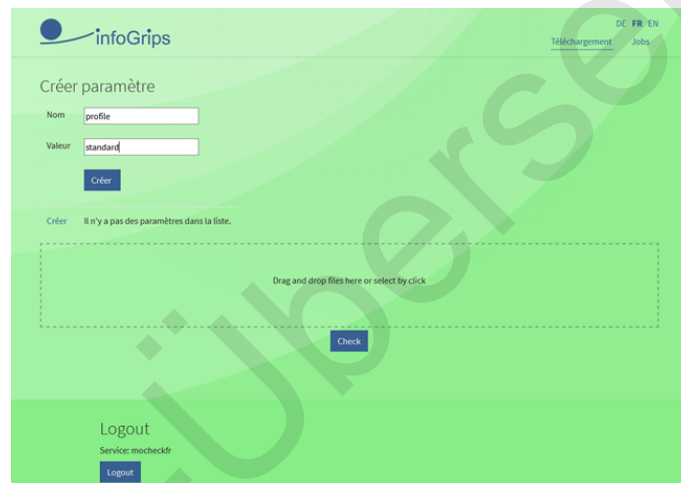 infoGrips
DE FR EN
Téléchargement Jobs
Créer paramètre
Nom profile
Valeur standard
Créer
Créer Il n'y a pas des paramètres dans la liste.
Drag and drop files here or select by click
Check
Logout
Service: mocheckfr
Logout